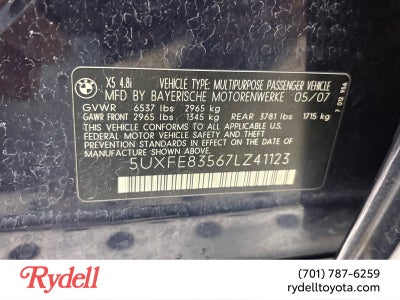 X5 4.8i
VEHICLE TYPE: MULTIPURPOSE PASSENGER VEHICLE
MFD BY BAYERISCHE MOTORENWERKE 05/07
GVWR 6537 lbs 2965 kg
GAWR FRONT 2965 lbs 1345 kg REAR 3781 lbs 1715 kg
THIS VEHICLE CONFORMS TO ALL APPLICABLE U.S.
FEDERAL MOTOR VEHICLE SAFETY AND THEFT
PREVENTION STANDARDS IN EFFECT ON THE DATE OF
MANUFACTURE SHOWN ABOVE.
5UXFE83567LZ41123
Rydell
(701) 787-6259
rydelltoyota.com